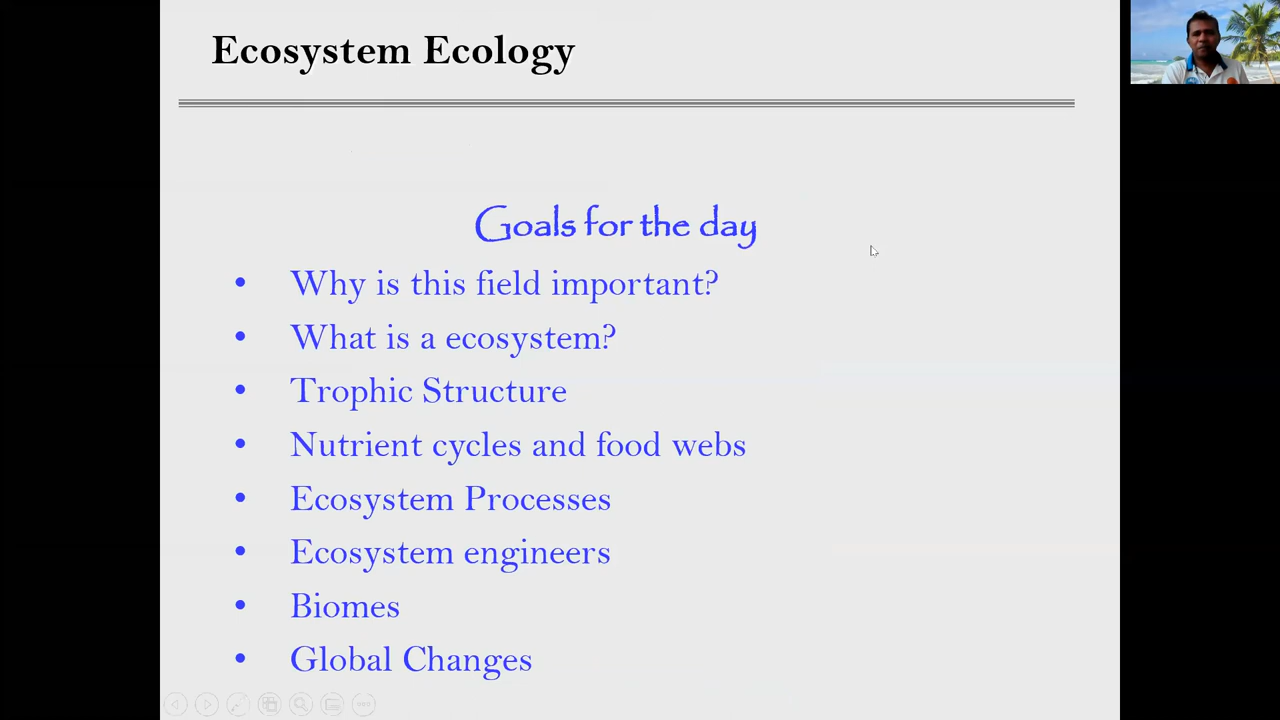 Ecosystem Ecology
Goals for the day
• Why is this field important?
• What is a ecosystem?
• Trophic Structure
• Nutrient cycles and food webs
• Ecosystem Processes
• Ecosystem engineers
• Biomes
• Global Changes